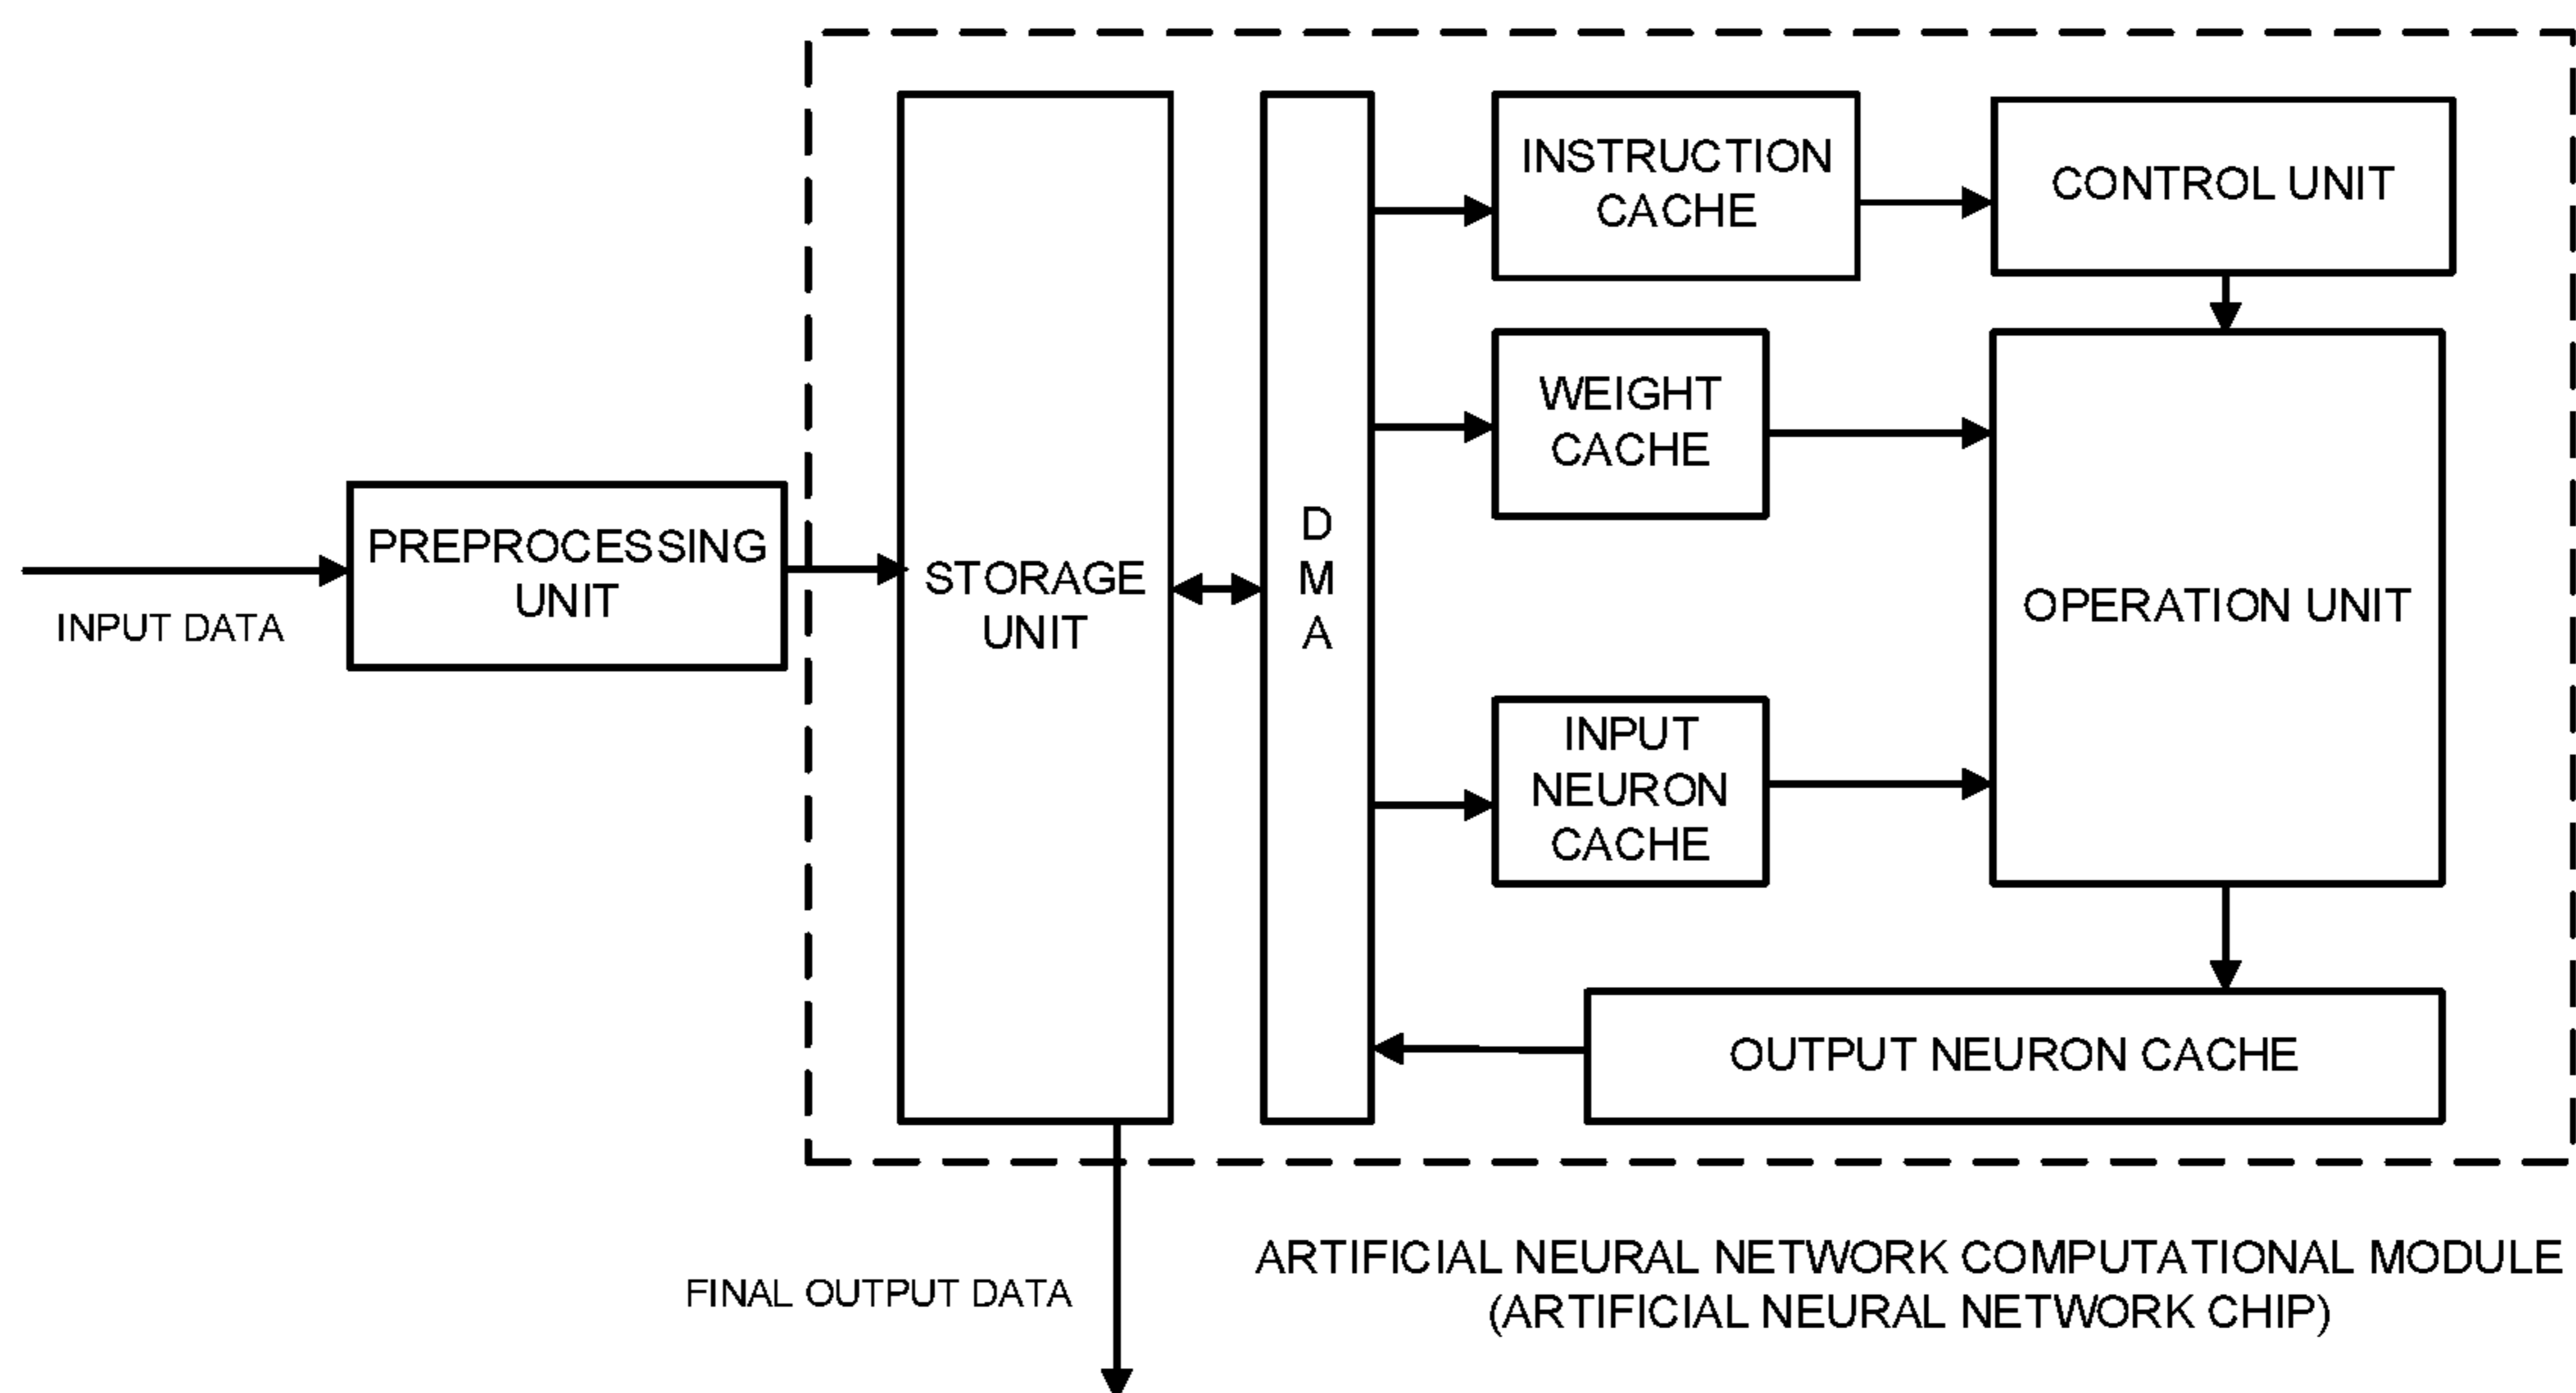 INSTRUCTION
CACHE
CONTROL UNIT
WEIGHT
CACHE
INPUT DATA
PREPROCESSING
UNIT
STORAGE
UNIT
D
M
A
OPERATION UNIT
INPUT
NEURON
CACHE
OUTPUT NEURON CACHE
FINAL OUTPUT DATA
ARTIFICIAL NEURAL NETWORK COMPUTATIONAL MODULE
(ARTIFICIAL NEURAL NETWORK CHIP)